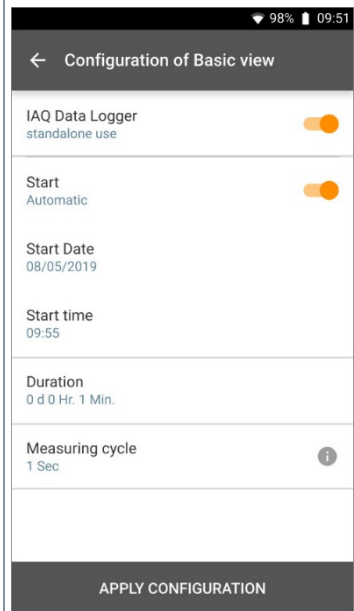 98% 09:51
Configuration of Basic view
IAQ Data Logger
standalone use
Start
Automatic
Start Date
08/05/2019
Start time
09:55
Duration
0 d 0 Hr. 1 Min.
Measuring cycle
1 Sec
APPLY CONFIGURATION